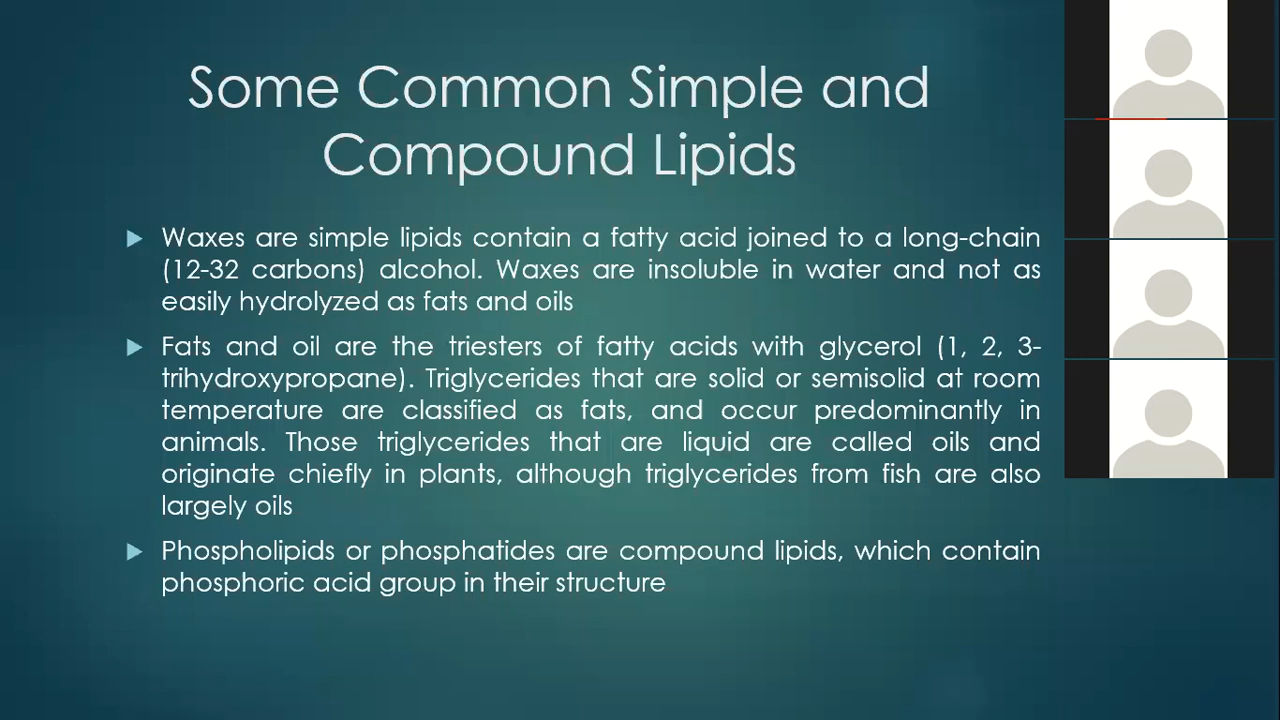 Some Common Simple and
Compound Lipids
Waxes are simple lipids contain a fatty acid joined to a long-chain
(12-32 carbons) alcohol. Waxes are insoluble in water and not as
easily hydrolyzed as fats and oils
Fats and oil are the triesters of fatty acids with glycerol (1, 2, 3-
trihydroxypropane). Triglycerides that are solid or semisolid at room
temperature are classified as fats, and occur predominantly in
animals. Those triglycerides that are liquid are called oils and
originate chiefly in plants, although triglycerides from fish are also
largely oils
Phospholipids or phosphatides are compound lipids, which contain
phosphoric acid group in their structure